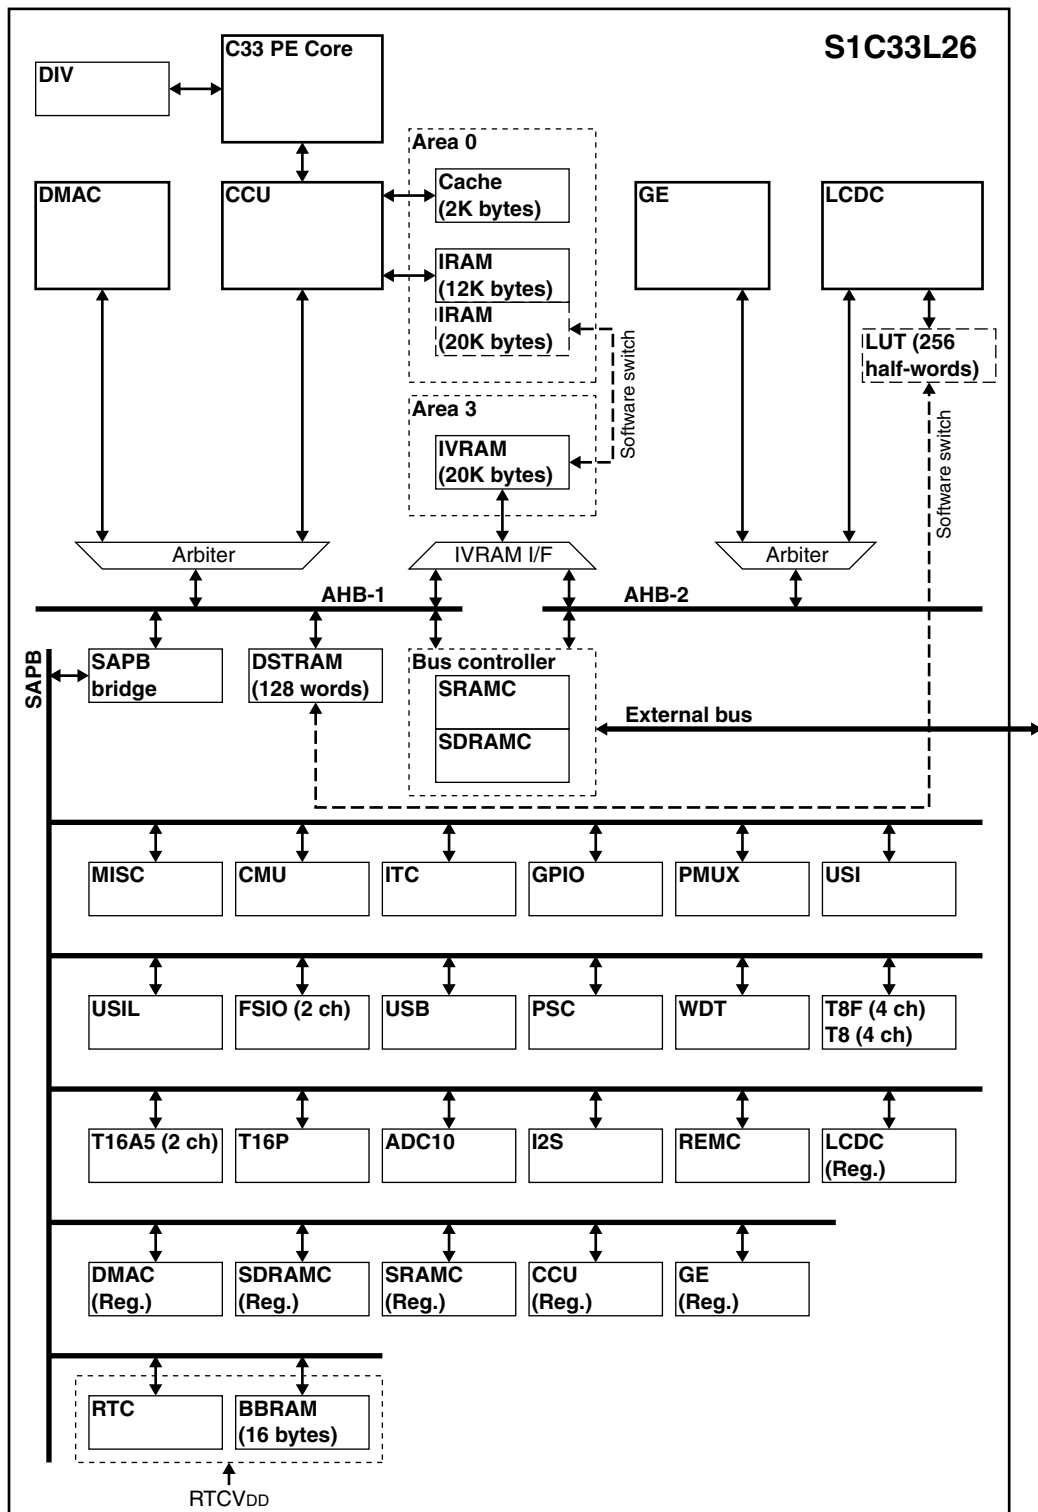 S1C33L26
C33 PE Core
DIV
Area 0
DMAC
CCU
Cache
(2K bytes)
GE
LCDC
IRAM
(12K bytes)
IRAM
(20K bytes)
Software switch
LUT (256
half-words)
Area 3
IVRAM
(20K bytes)
Software switch
Arbiter
IVRAM I/F
Arbiter
AHB-1
AHB-2
SAPB
SAPB
bridge
DSTRAM
(128 words)
Bus controller
SRAMC
SDRAMC
External bus
MISC
CMU
ITC
GPIO
PMUX
USI
USIL
FSIO (2 ch)
USB
PSC
WDT
T8F (4 ch)
T8 (4 ch)
T16A5 (2 ch)
T16P
ADC10
I2S
REMC
LCDC
(Reg.)
DMAC
(Reg.)
SDRAMC
(Reg.)
SRAMC
(Reg.)
CCU
(Reg.)
GE
(Reg.)
RTC
BBRAM
(16 bytes)
RTCVDD